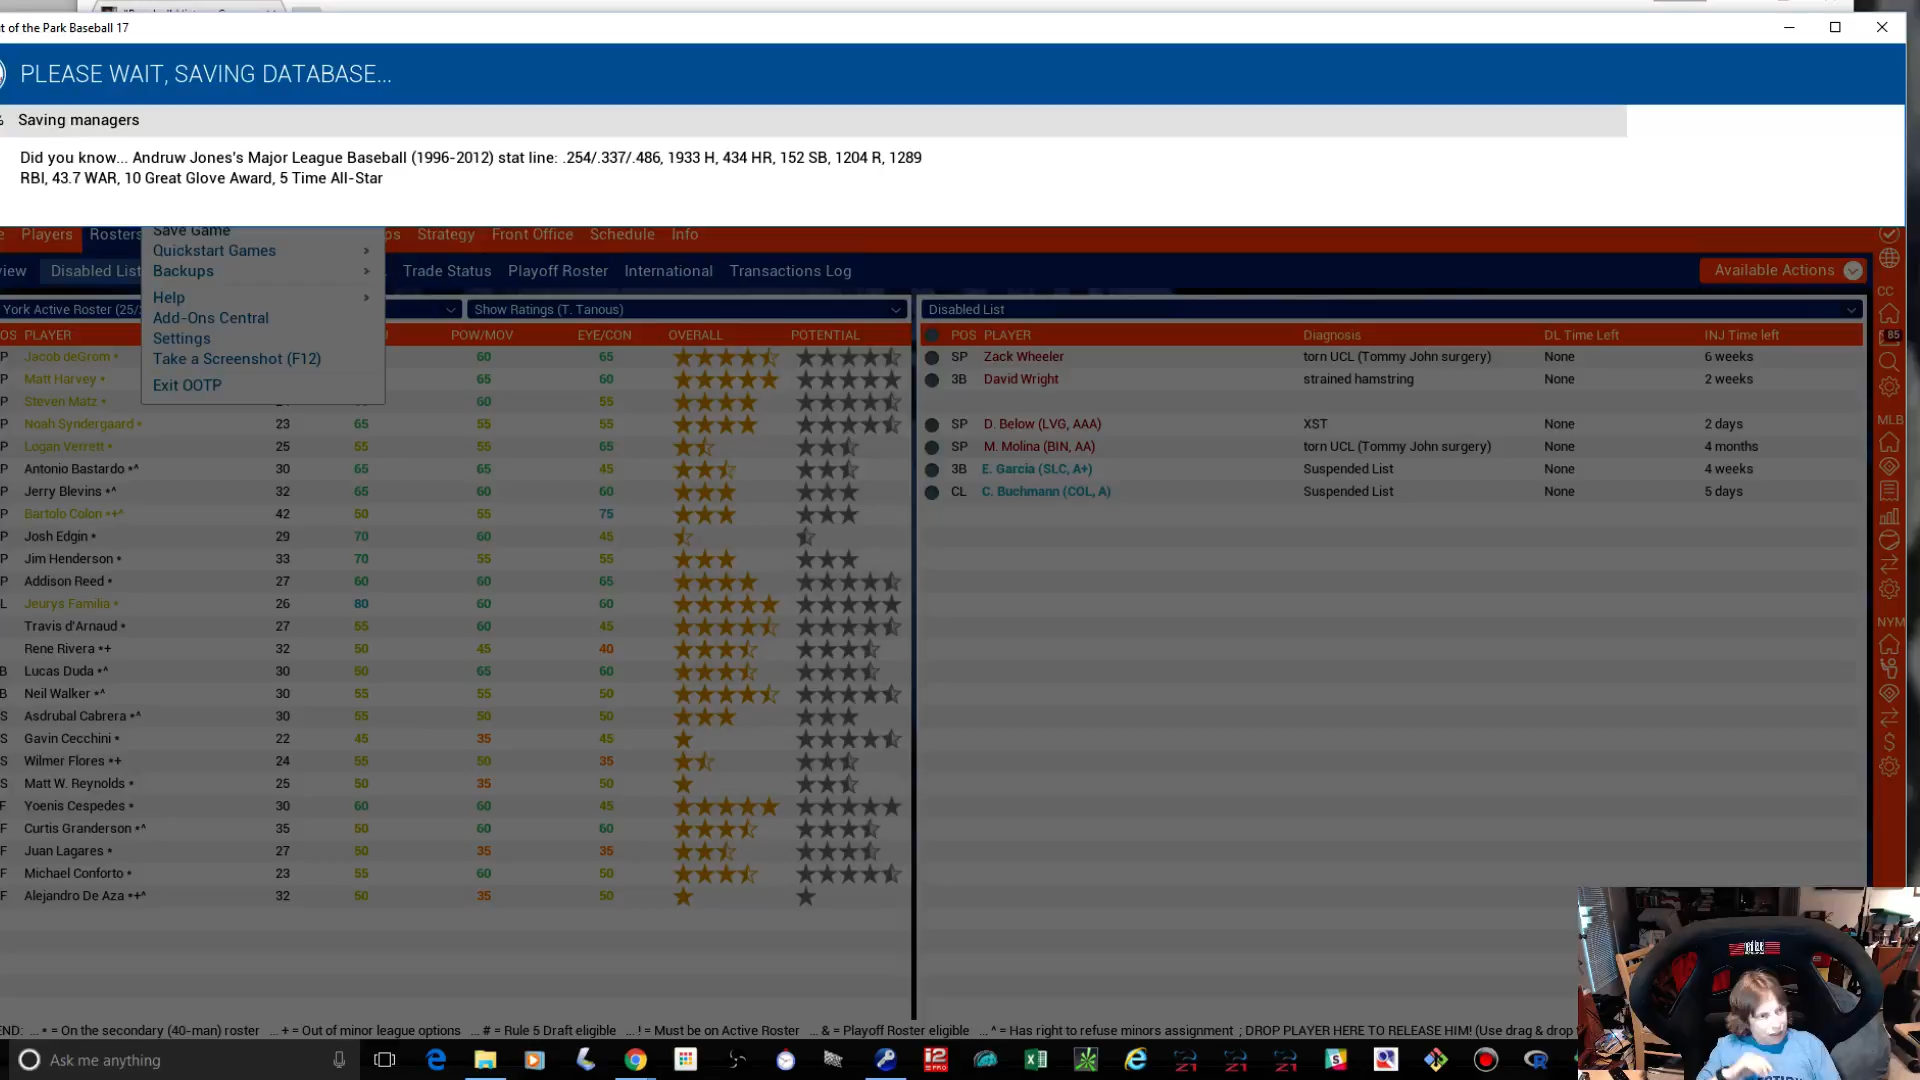 t of the Park Baseball 17
PLEASE WAIT, SAVING DATABASE...
% Saving managers
Did you know... Andruw Jones's Major League Baseball (1996-2012) stat line: .254/.337/.486, 1933 H, 434 HR, 152 SB, 1204 R, 1289
RBI, 43.7 WAR, 10 Great Glove Award, 5 Time All-Star
e Players Rosters ps Strategy Front Office Schedule Info
Save Game
Quickstart Games
Backups
Help
Add-Ons Central
Settings
Take a Screenshot (F12)
Exit OOTP
view Disabled List Trade Status Playoff Roster International Transactions Log Available Actions
York Active Roster (25/ Show Ratings (T. Tanous) Disabled List
OS PLAYER POW/MOV EYE/CON OVERALL POTENTIAL
P Jacob deGrom * 60 65
P Matt Harvey * 65 60
P Steven Matz * 60 55
P Noah Syndergaard * 23 65 55 55
P Logan Verrett * 25 55 55 65
P Antonio Bastardo *^ 30 65 65 45
P Jerry Blevins *^ 32 65 60 60
P Bartolo Colon *+^ 42 50 55 75
P Josh Edgin * 29 70 60 45
P Jim Henderson * 33 70 55 55
P Addison Reed * 27 60 60 65
L Jeurys Familia * 26 80 60 60
Travis d'Arnaud * 27 55 60 45
Rene Rivera *+ 32 50 45 40
B Lucas Duda *^ 30 50 65 60
B Neil Walker *^ 30 55 55 50
S Asdrubal Cabrera *^ 30 55 50 50
S Gavin Cecchini * 22 45 35 45
S Wilmer Flores *+ 24 55 50 35
S Matt W. Reynolds * 25 50 35 50
F Yoenis Cespedes * 30 60 60 45
F Curtis Granderson *^ 35 50 60 60
F Juan Lagares * 27 50 35 35
F Michael Conforto * 23 55 60 50
F Alejandro De Aza *+^ 32 50 35 50
POS PLAYER Diagnosis DL Time Left INJ Time left
SP Zack Wheeler torn UCL (Tommy John surgery) None 6 weeks
3B David Wright strained hamstring None 2 weeks
SP D. Below (LVG, AAA) XST None 2 days
SP M. Molina (BIN, AA) torn UCL (Tommy John surgery) None 4 months
3B E. Garcia (SLC, A+) Suspended List None 4 weeks
CL C. Buchmann (COL, A) Suspended List None 5 days
CC
85
MLB
NYM
END: ... * = On the secondary (40-man) roster ... + = Out of minor league options ... # = Rule 5 Draft eligible ... ! = Must be on Active Roster ... & = Playoff Roster eligible ... ^ = Has right to refuse minors assignment ; DROP PLAYER HERE TO RELEASE HIM! (Use drag & drop
Ask me anything